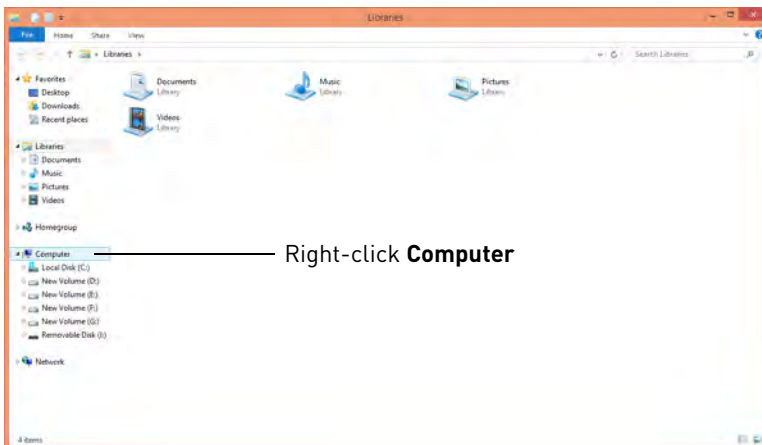 Libraries
File Home Share View
Libraries
Search Libraries
Favorites
Desktop
Downloads
Recent places
Libraries
Documents
Music
Pictures
Videos
Homegroup
Computer
Local Disk (C:)
New Volume (D:)
New Volume (E:)
New Volume (F:)
New Volume (G:)
Removable Disk (I:)
Network
Documents
Library
Music
Library
Pictures
Library
Videos
Library
Right-click Computer
4 items